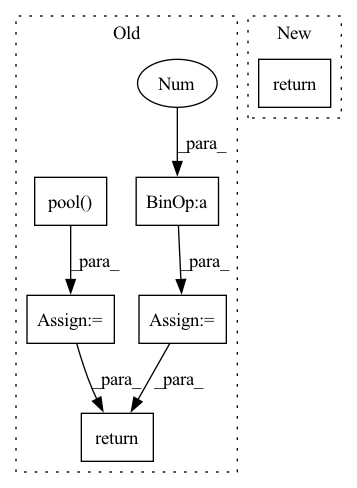 Old
New
Num
return
_para_
pool()
BinOp:a
_para_
_para_
Assign:=
Assign:=
_para_
_para_
return